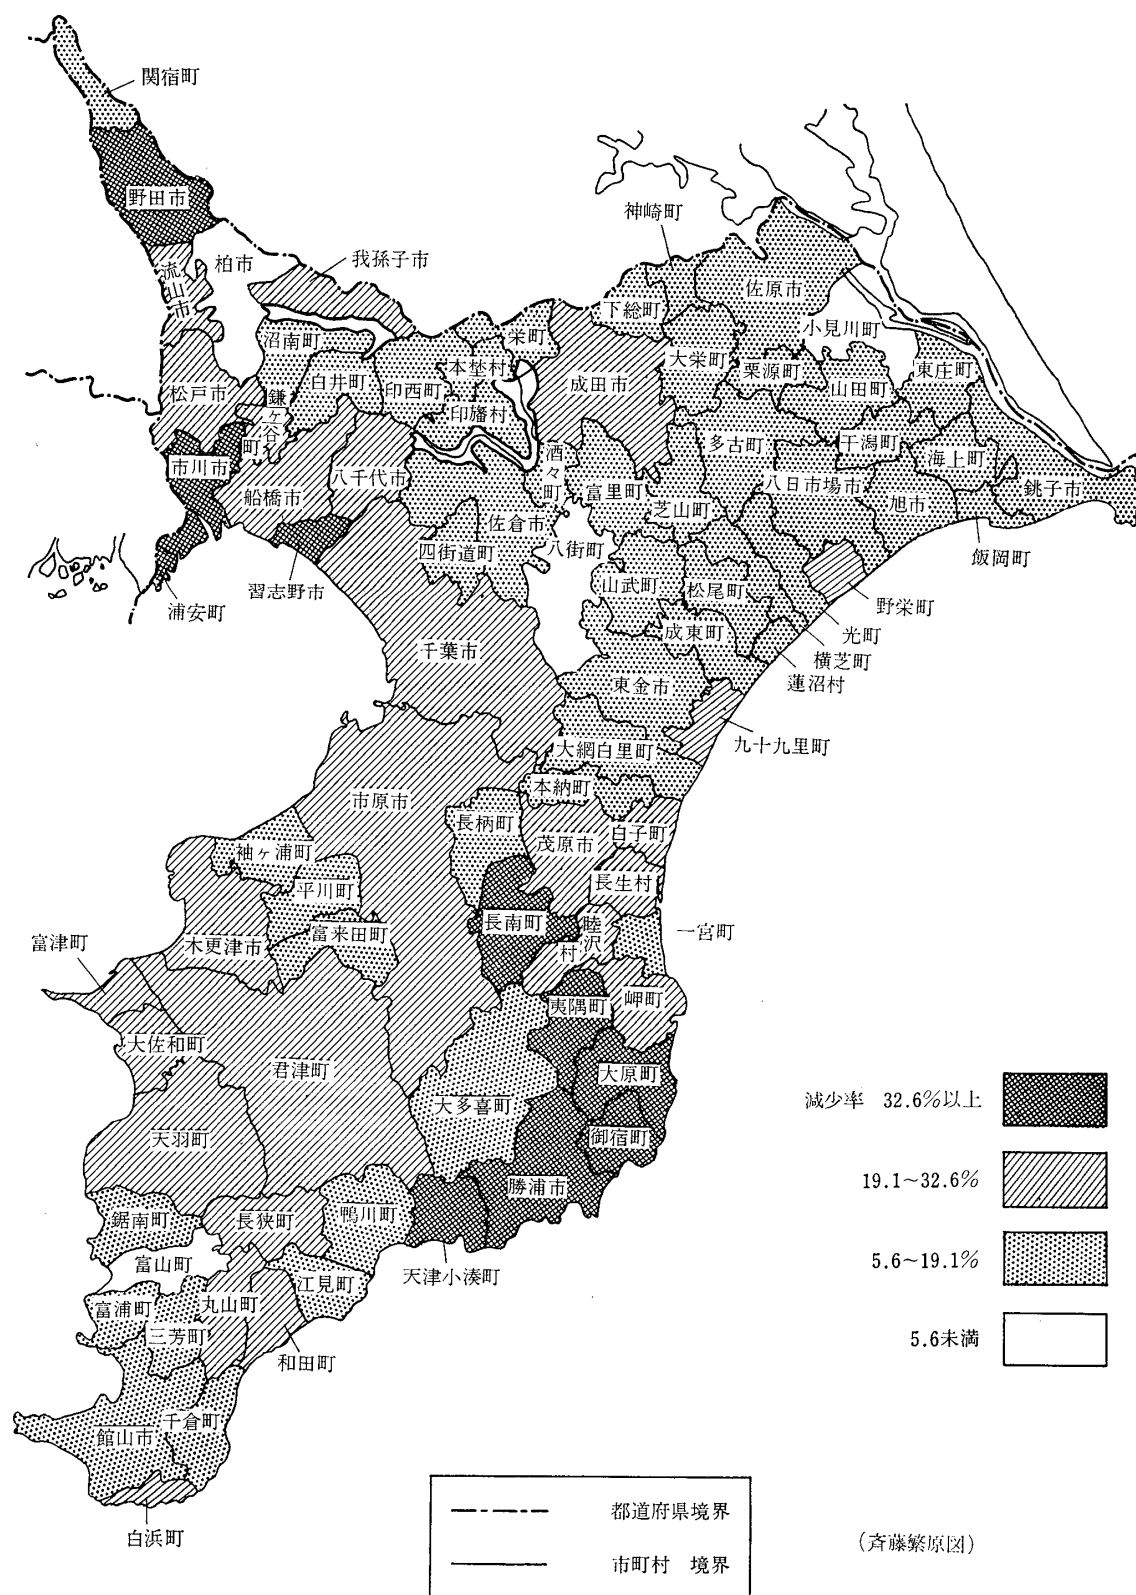 関宿町
野田市
柏市
流山市
我孫子市
神崎町
佐原市
下総町
小見川町
栄町
沼南町
大栄町
東庄町
本埜村
成田市
栗源町
山田町
白井町
印西町
松戸市
鎌ヶ谷町
印旛村
多古町
干潟町
海上町
市川市
八千代市
酒々町
富里町
八日市場市
銚子市
船橋市
芝山町
旭市
佐倉市
四街道町
八街町
飯岡町
山武町
松尾町
習志野市
野栄町
浦安町
成東町
光町
横芝町
千葉市
蓮沼村
東金市
九十九里町
大網白里町
本納町
市原市
長柄町
白子町
茂原市
袖ヶ浦町
長生村
平川町
長南町
睦沢村
一宮町
富来田町
木更津市
富津町
夷隅町
岬町
大佐和町
君津町
大原町
大多喜町
天羽町
御宿町
勝浦市
鋸南町
長狭町
鴨川町
富山町
天津小湊町
江見町
富浦町
丸山町
三芳町
和田町
千倉町
館山市
白浜町
減少率 32.6%以上
19.1~32.6%
5.6~19.1%
5.6未満
都道府県境界
市町村 境界
(斉藤繁原図)